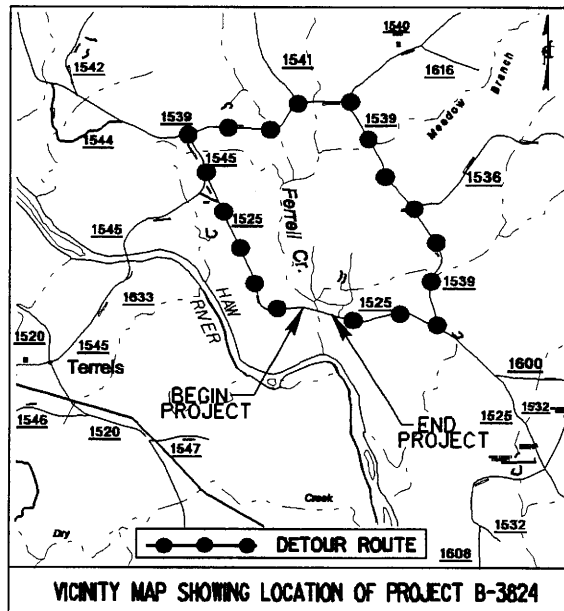 1540
1542
1541
1616
Meadow Branch
1539
1539
1544
1545
1536
1525
Ferrell Cr.
1545
1633
HAW
RIVER
1525
1539
1520
1545
Terrels
1600
BEGIN
PROJECT
END
PROJECT
1525
1532
1546
1520
1547
Creek
Dry
1532
DETOUR ROUTE
1608
VICINITY MAP SHOWING LOCATION OF PROJECT B-3824